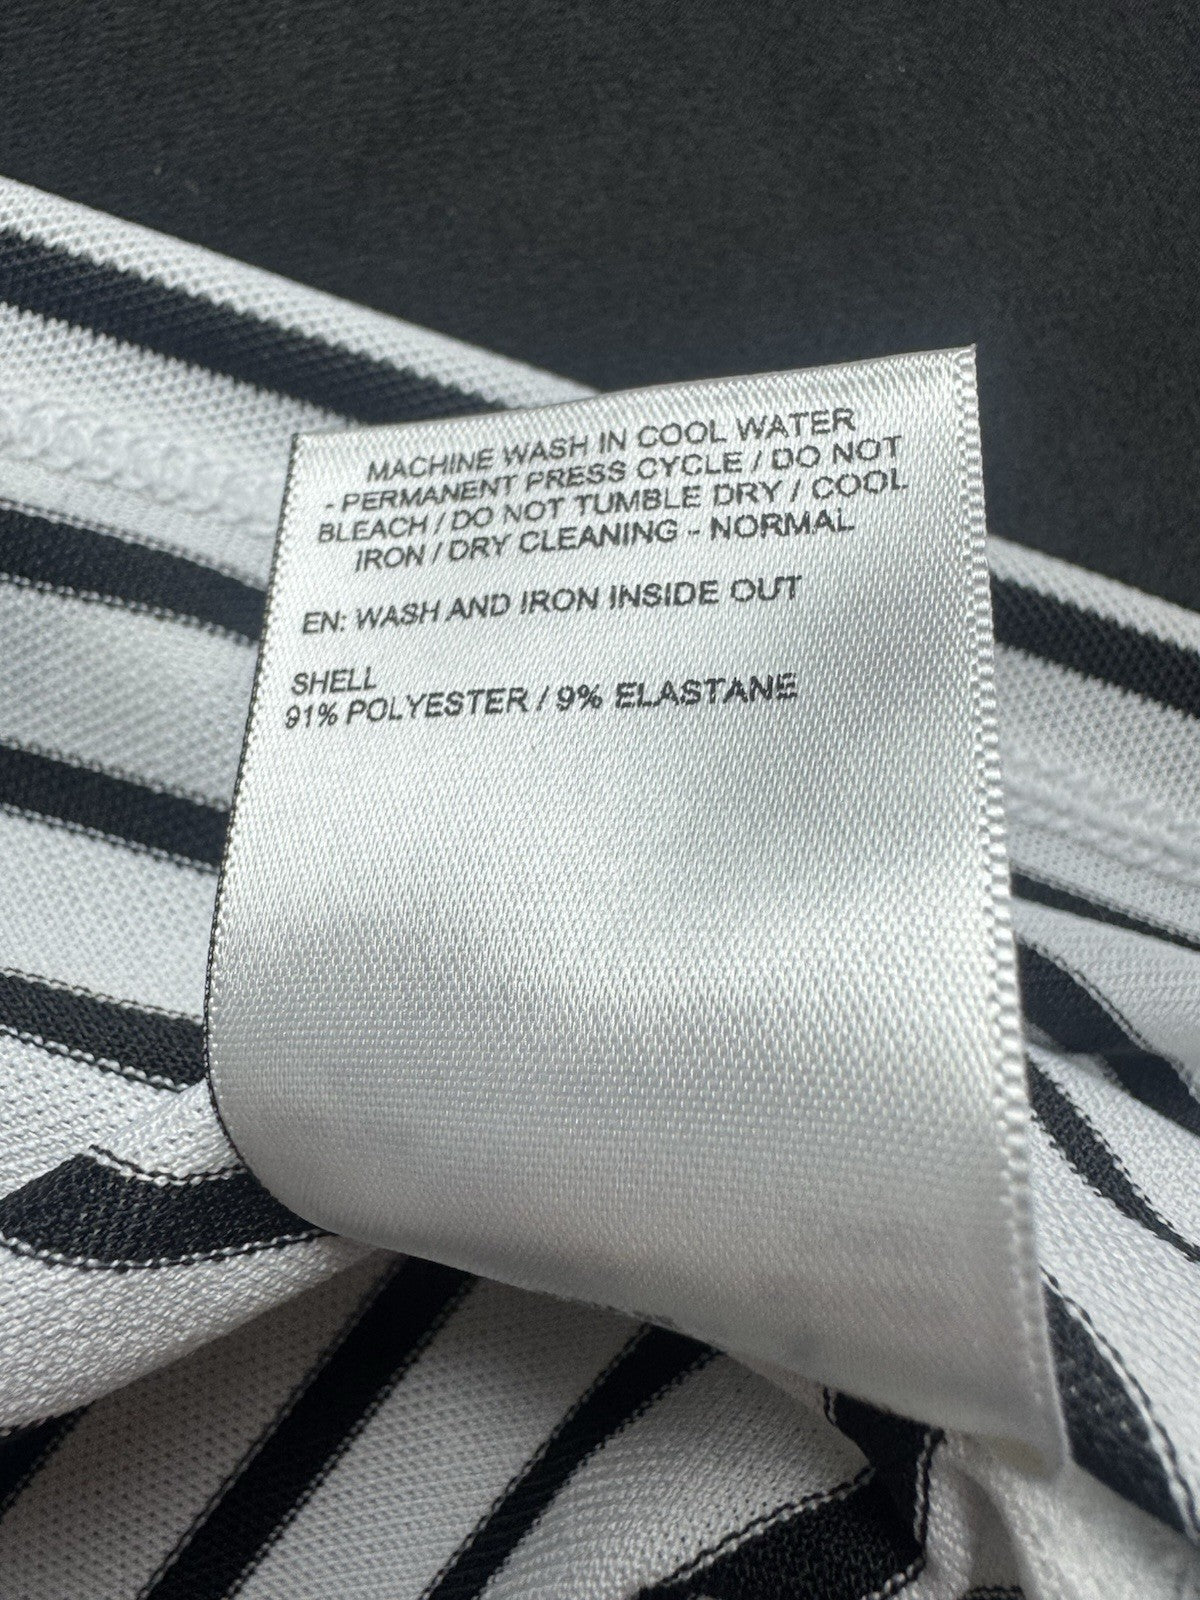 MACHINE WASH IN COOL WATER
- PERMANENT PRESS CYCLE / DO NOT
BLEACH / DO NOT TUMBLE DRY / COOL
IRON / DRY CLEANING - NORMAL
EN: WASH AND IRON INSIDE OUT
SHELL
91% POLYESTER / 9% ELASTANE